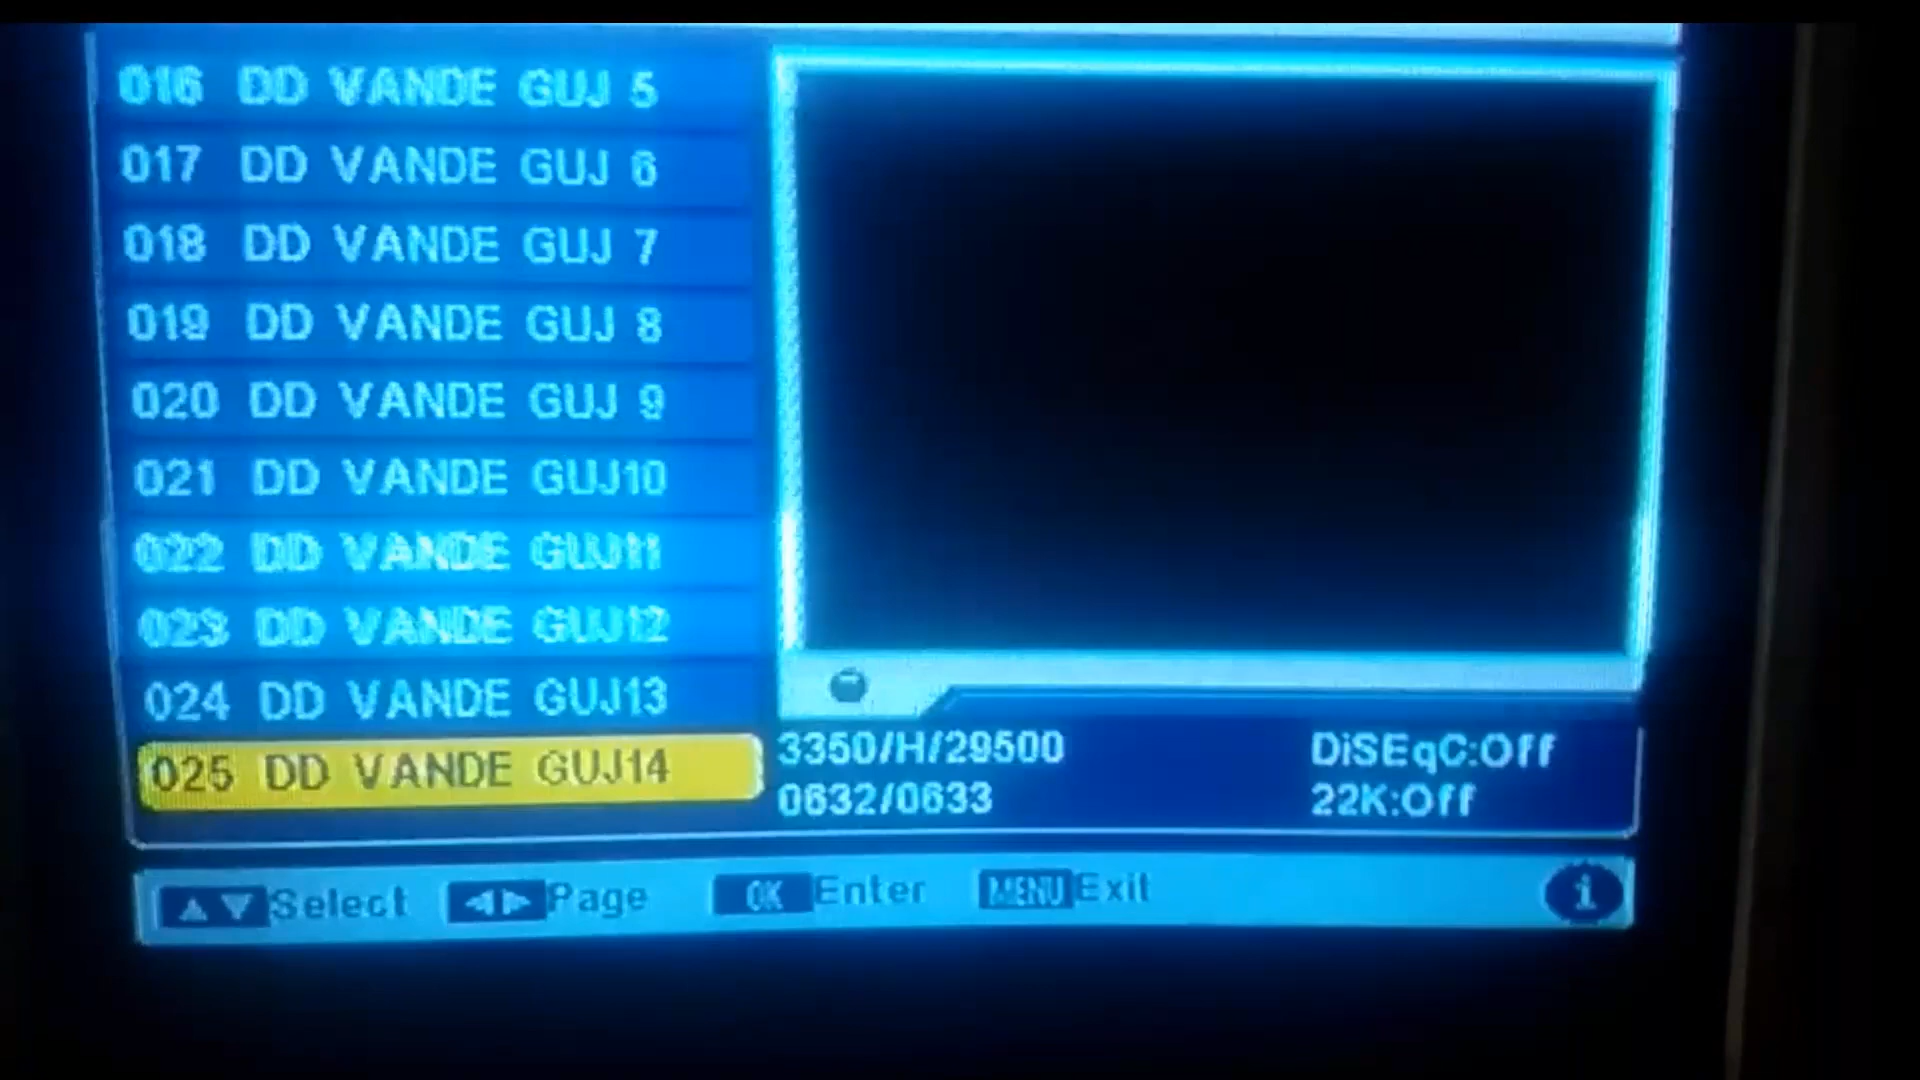 016 DD VANDE GUJ 5
017 DD VANDE GUJ 6
018 DD VANDE GUJ 7
019 DD VANDE GUJ 8
020 DD VANDE GUJ 9
021 DD VANDE GUJ10
022 DD VANDE GUJ11
023 DD VANDE GUJ12
024 DD VANDE GUJ13
025 DD VANDE GUJ14
3350/H/29500 DiSEqC:Off
0632/0633 22K:Off
Select Page OK Enter MENU Exit i